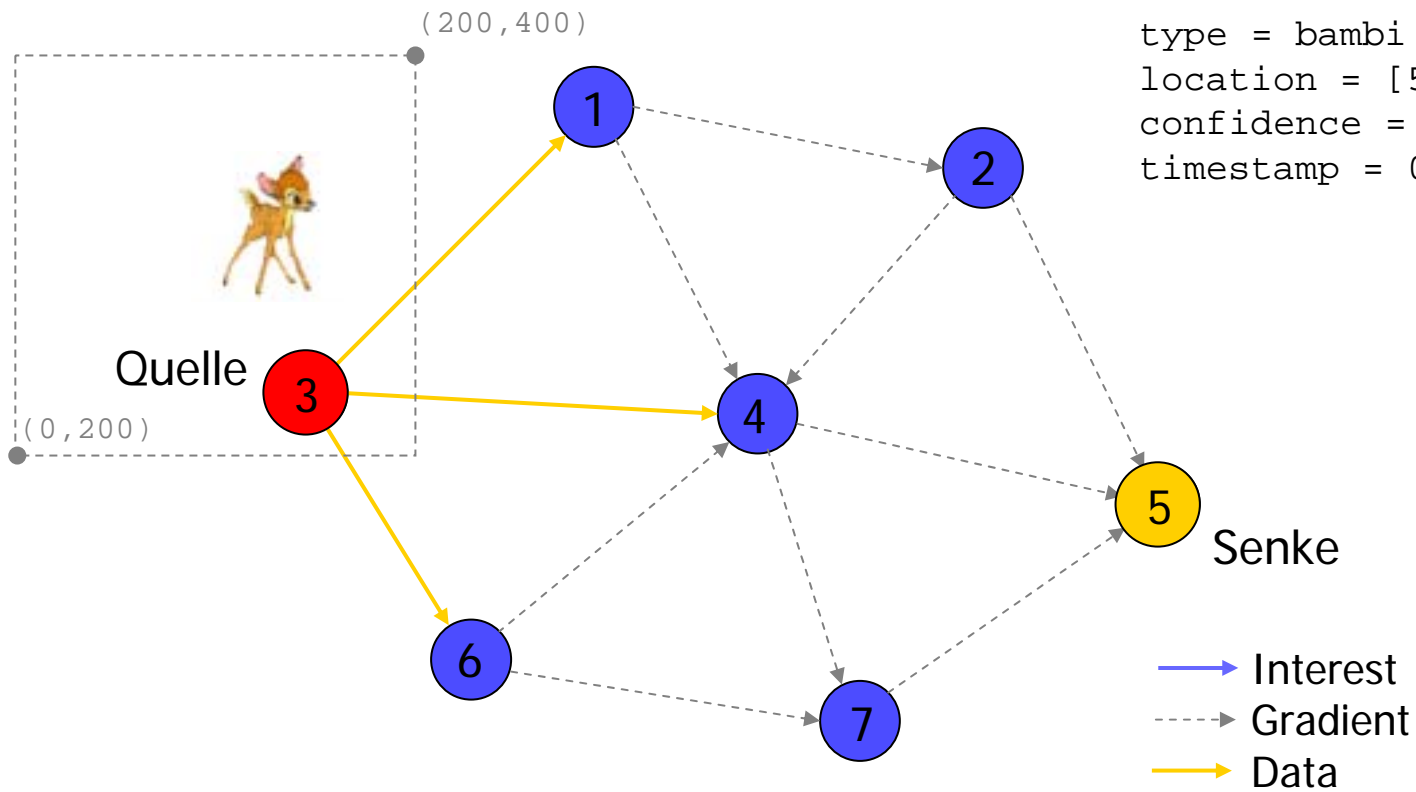 (200,400)
type = bambi
location = [5
confidence =
timestamp = 0
1
2
Quelle
3
(0,200)
4
5
Senke
6
7
Interest
Gradient
Data